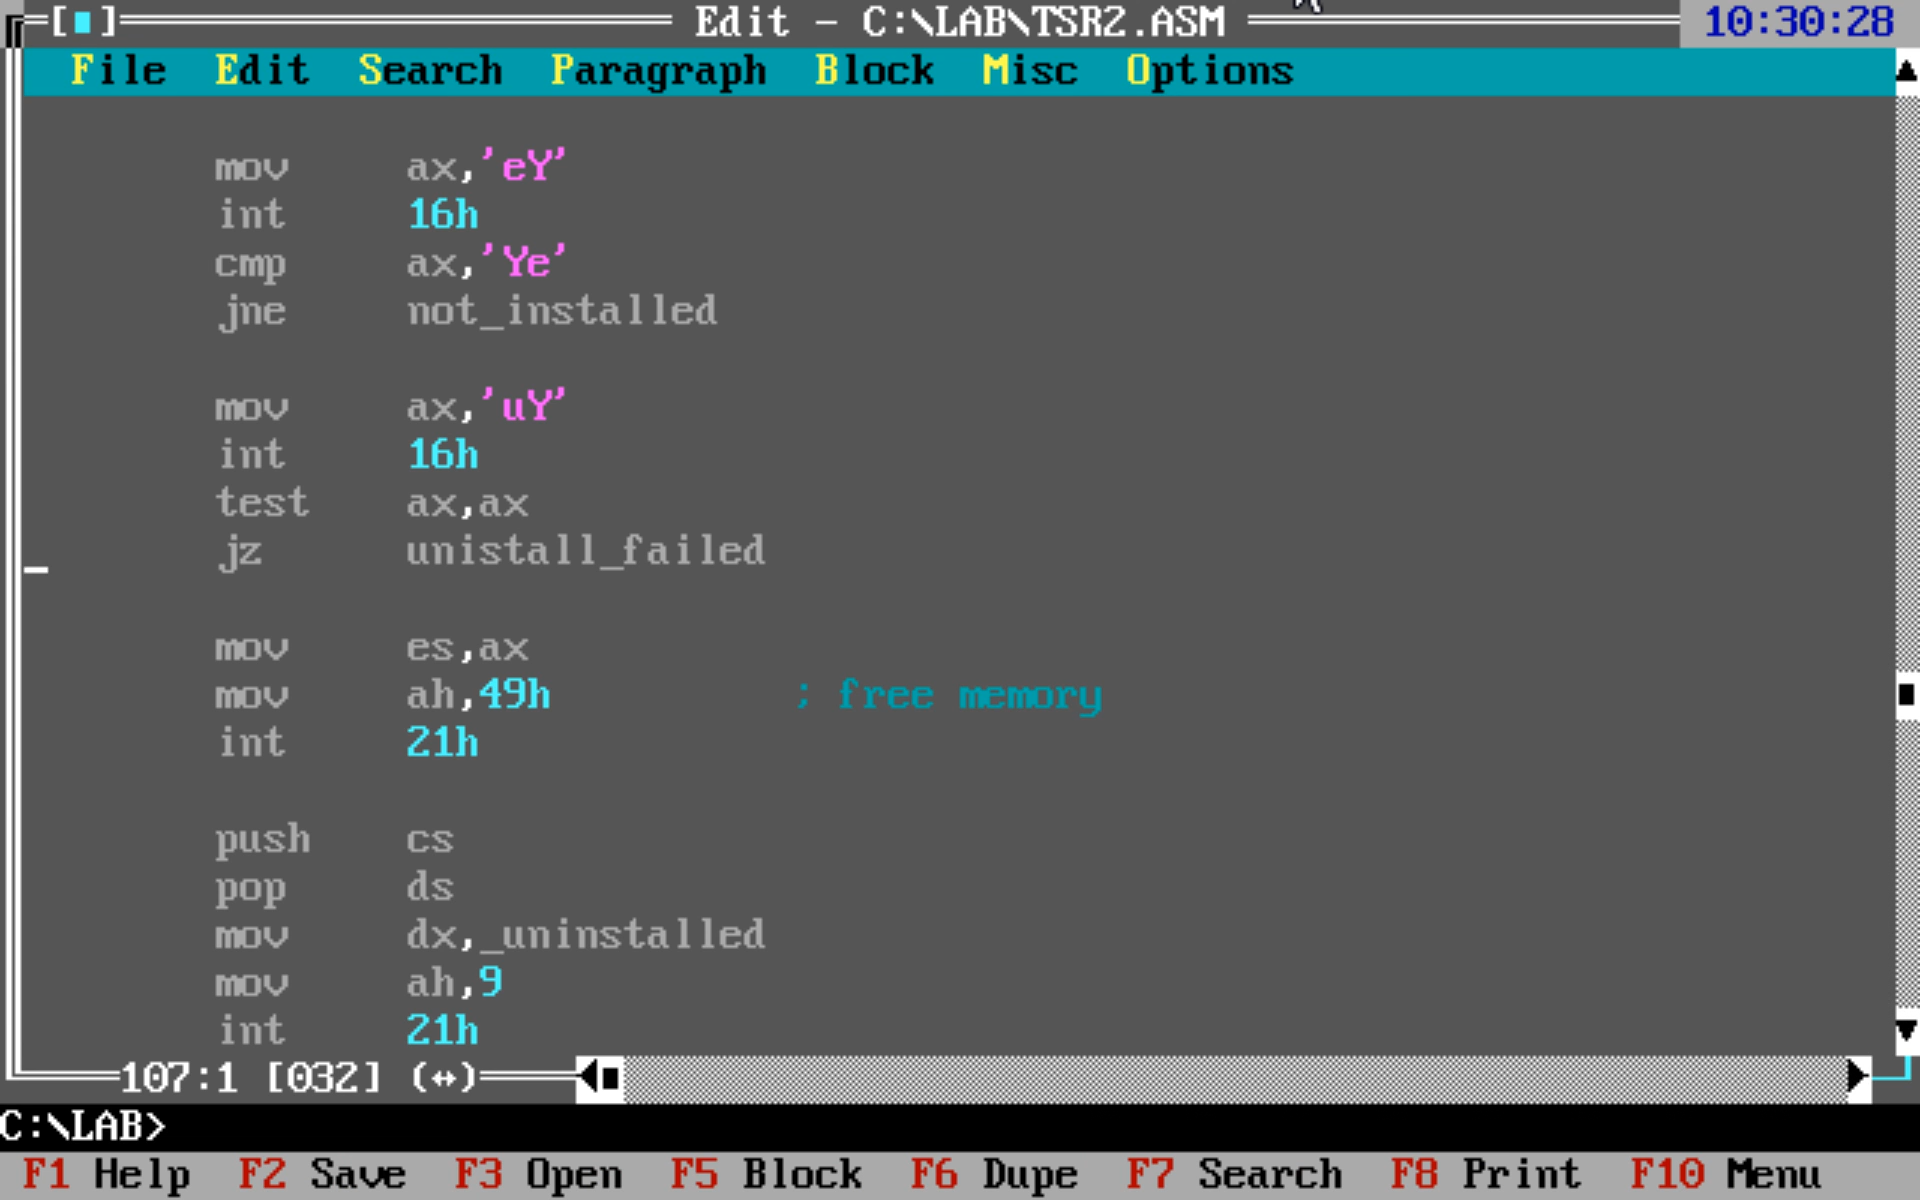 [■] Edit - C:\LAB\TSR2.ASM 10:30:28
File Edit Search Paragraph Block Misc Options
mov ax,'eY'
int 16h
cmp ax,'Ye'
jne not_installed
mov ax,'uY'
int 16h
test ax,ax
jz unistall_failed
mov es,ax
mov ah,49h ; free memory
int 21h
push cs
pop ds
mov dx,_uninstalled
mov ah,9
int 21h
107:1 [032] (↔)
C:\LAB>
F1 Help F2 Save F3 Open F5 Block F6 Dupe F7 Search F8 Print F10 Menu